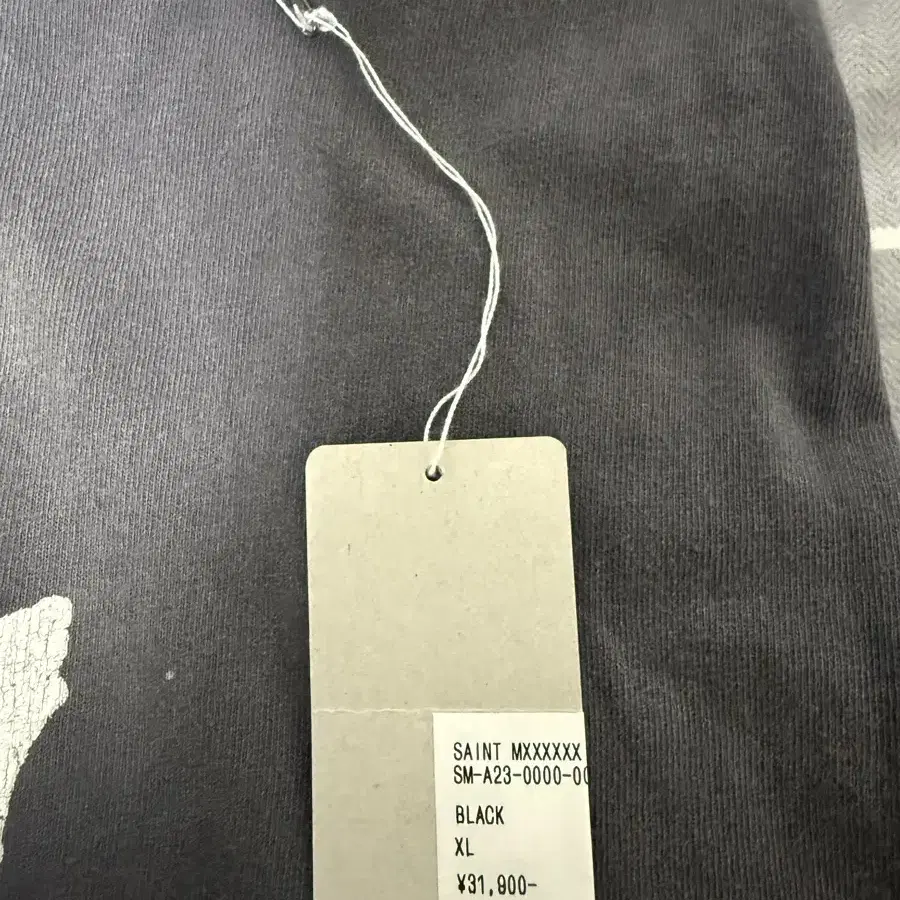 SAINT MXXXXXX
SM-A23-0000-00
BLACK
XL
¥31,900-